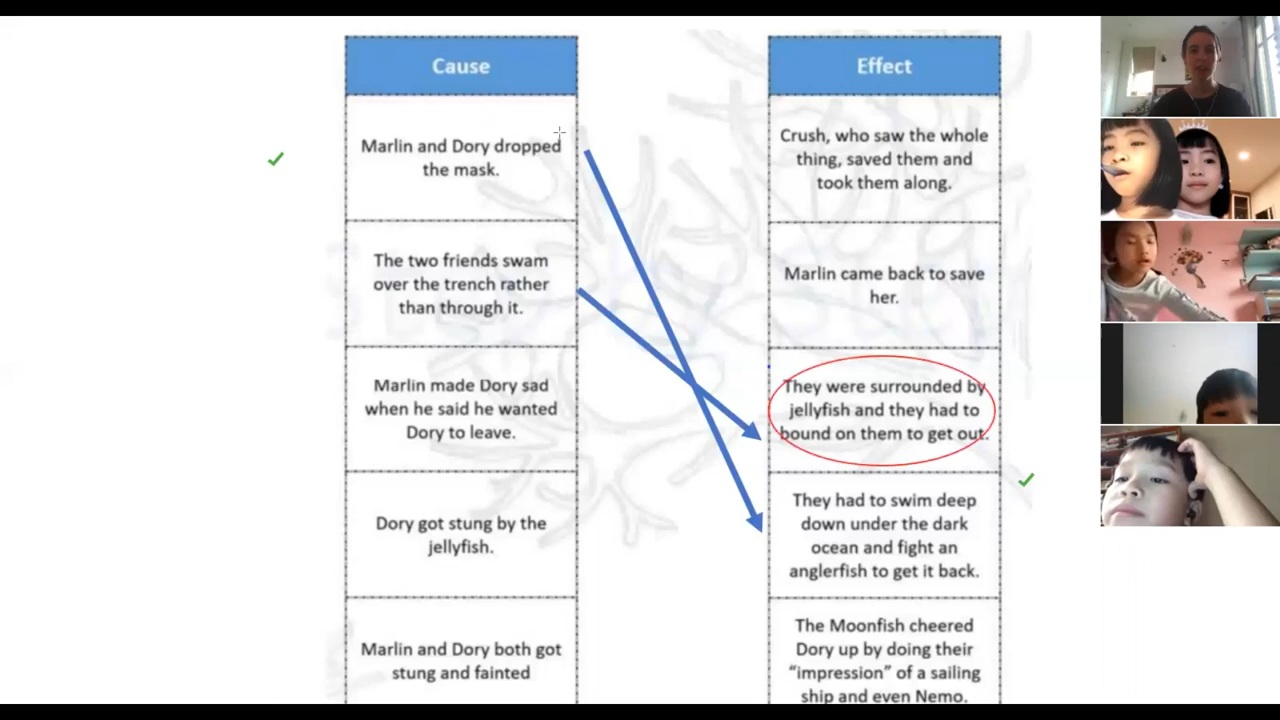 Cause
Marlin and Dory dropped
the mask.
The two friends swam
over the trench rather
than through it.
Marlin made Dory sad
when he said he wanted
Dory to leave.
Dory got stung by the
jellyfish.
Marlin and Dory both got
stung and fainted
Effect
Crush, who saw the whole
thing, saved them and
took them along.
Marlin came back to save
her.
They were surrounded by
jellyfish and they had to
bound on them to get out.
They had to swim deep
down under the dark
ocean and fight an
anglerfish to get it back.
The Moonfish cheered
Dory up by doing their
“impression” of a sailing
ship and even Nemo.